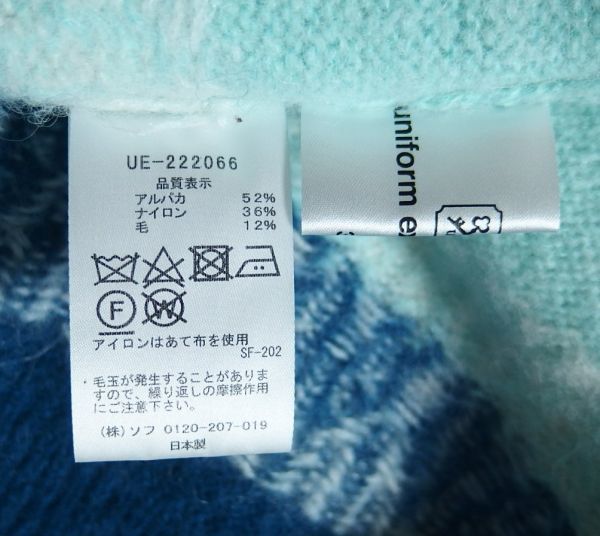 UE-222066
品質表示
アルパカ 52%
ナイロン 36%
毛 12%
F
W
アイロンはあて布を使用
SF-202
・毛玉が発生することがありま
すので、繰り返しの摩擦作用
にご注意下さい。
(株)ソフ 0120-207-019
日本製
uniform